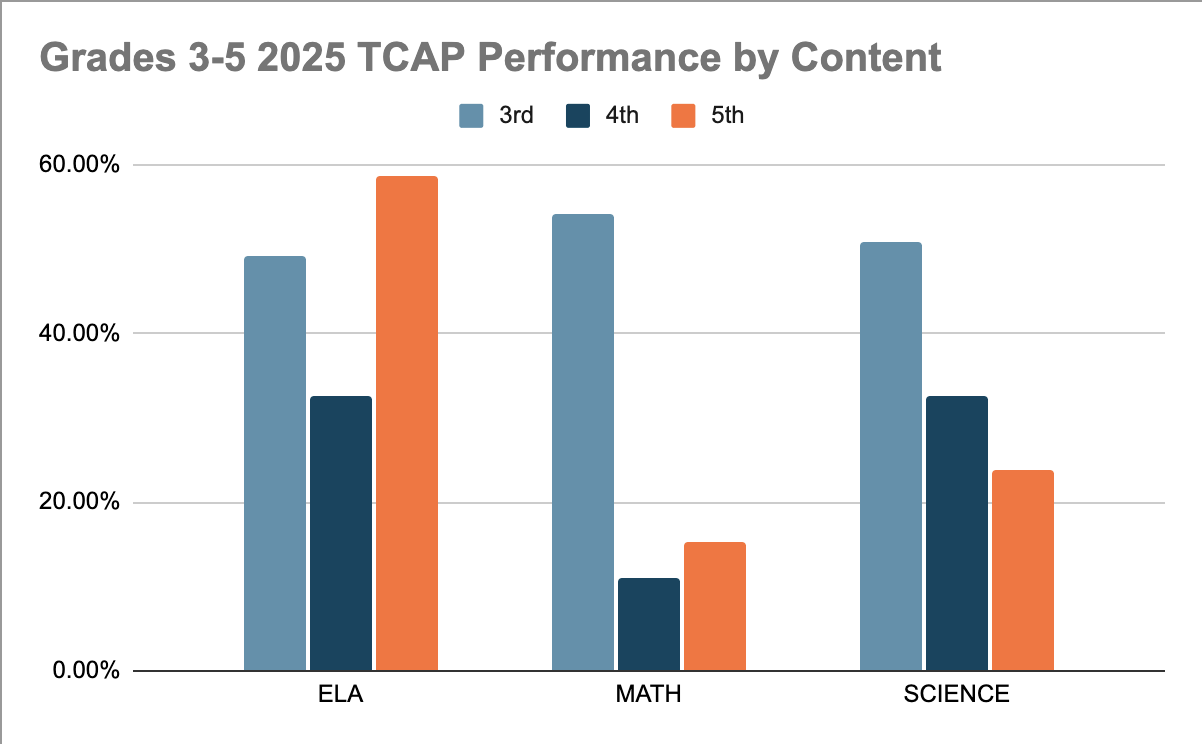 Grades 3-5 2025 TCAP Performance by Content
3rd 4th 5th
60.00%
40.00%
20.00%
0.00%
ELA MATH SCIENCE